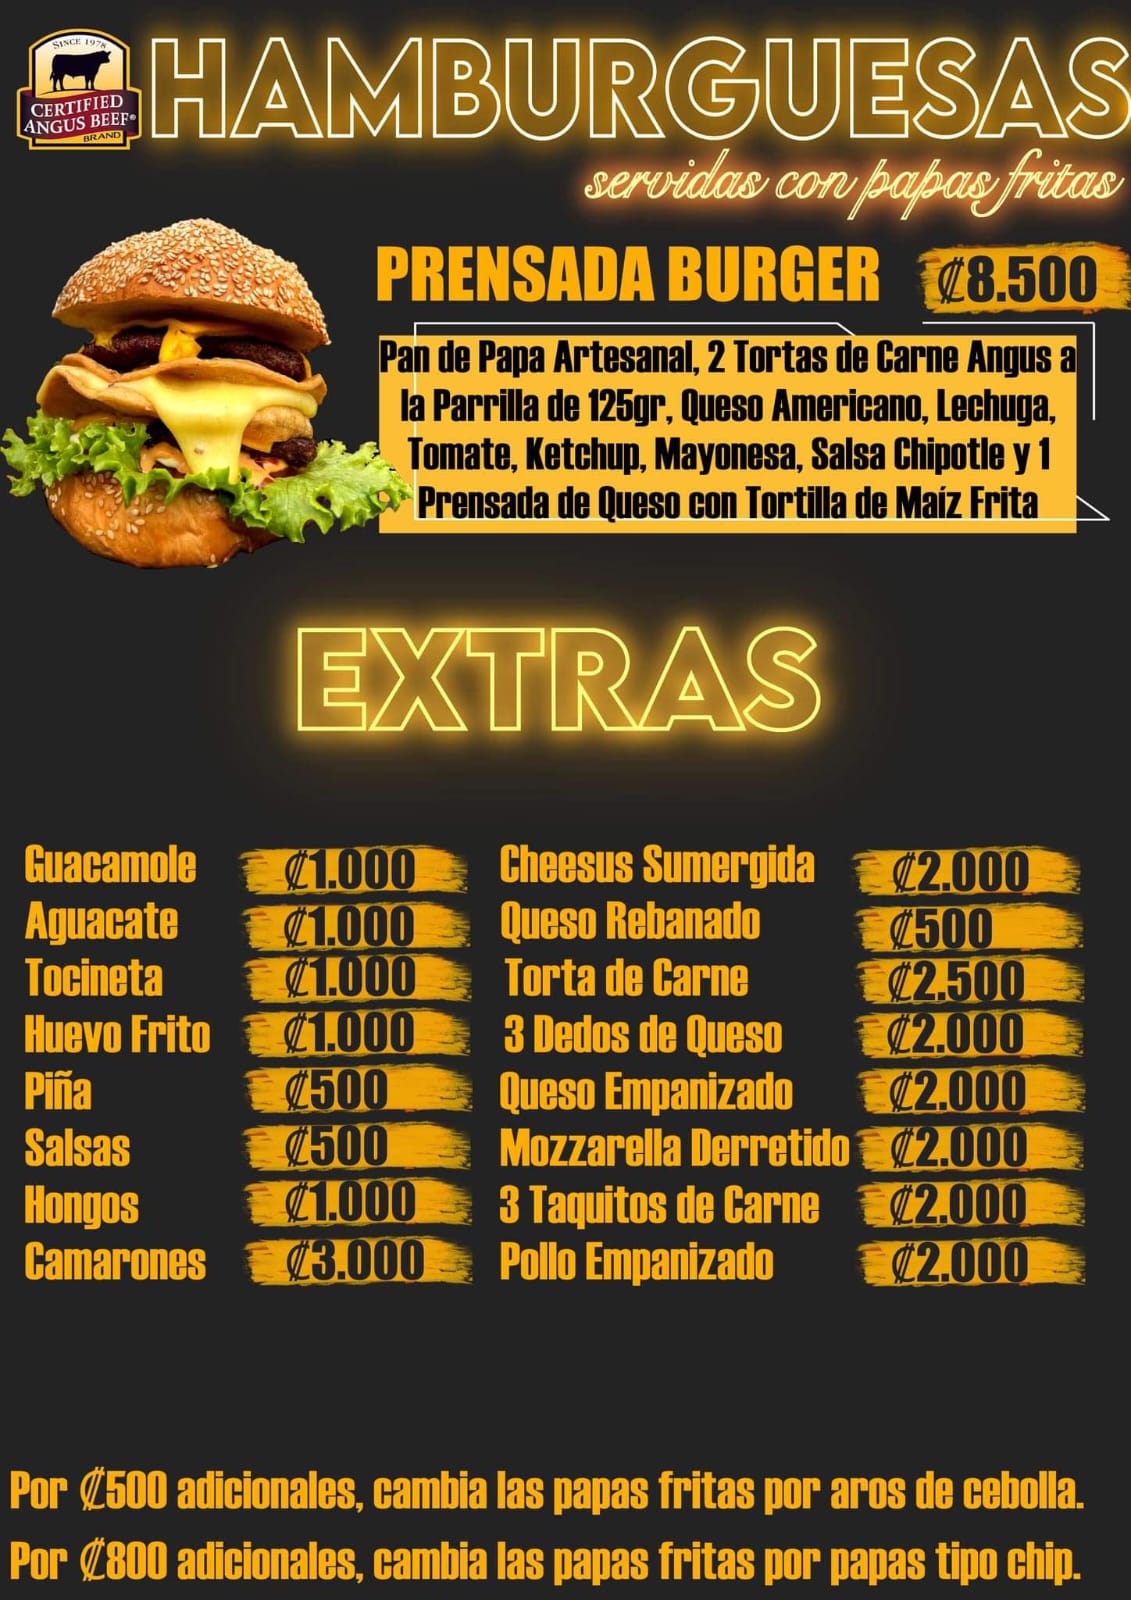 SINCE 1978
CERTIFIED
ANGUS BEEF®
BRAND
HAMBURGUESAS
servidas con papas fritas
PRENSADA BURGER ₡8.500
Pan de Papa Artesanal, 2 Tortas de Carne Angus a
la Parrilla de 125gr, Queso Americano, Lechuga,
Tomate, Ketchup, Mayonesa, Salsa Chipotle y 1
Prensada de Queso con Tortilla de Maíz Frita
EXTRAS
Guacamole ₡1.000
Aguacate ₡1.000
Tocineta ₡1.000
Huevo Frito ₡1.000
Piña ₡500
Salsas ₡500
Hongos ₡1.000
Camarones ₡3.000
Cheesus Sumergida ₡2.000
Queso Rebanado ₡500
Torta de Carne ₡2.500
3 Dedos de Queso ₡2.000
Queso Empanizado ₡2.000
Mozzarella Derretido ₡2.000
3 Taquitos de Carne ₡2.000
Pollo Empanizado ₡2.000
Por ₡500 adicionales, cambia las papas fritas por aros de cebolla.
Por ₡800 adicionales, cambia las papas fritas por papas tipo chip.